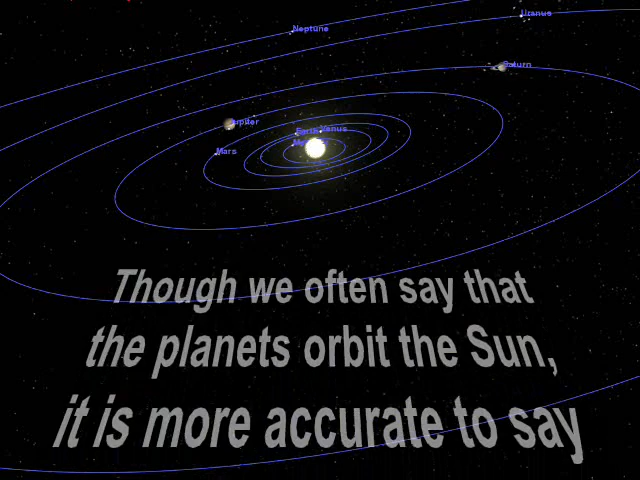 Neptune
Uranus
Saturn
Jupiter
Earth Venus
Mars
Though we often say that
the planets orbit the Sun,
it is more accurate to say